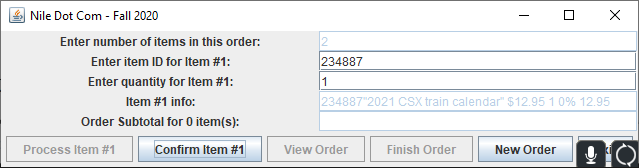 Nile Dot Com - Fall 2020
Enter number of items in this order: 2
Enter item ID for Item #1: 234887
Enter quantity for Item #1: 1
Item #1 info: 234887"2021 CSX train calendar" $12.95 1 0% 12.95
Order Subtotal for 0 item(s):
Process Item #1 Confirm Item #1 View Order Finish Order New Order